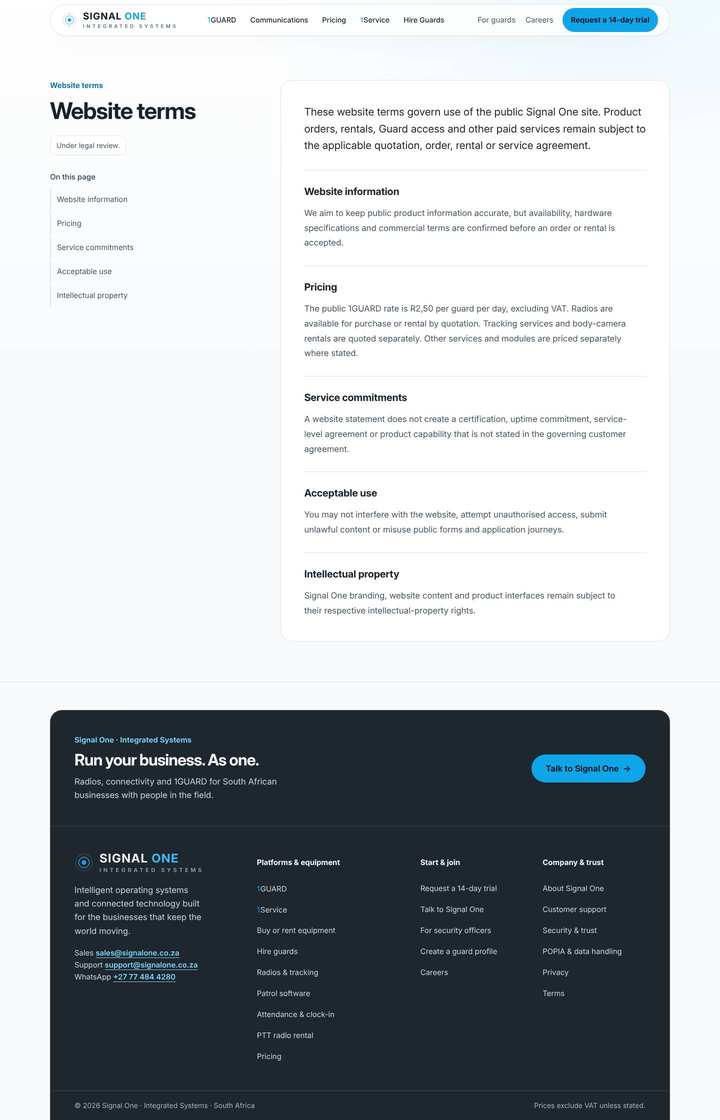 SIGNAL ONE
INTEGRATED SYSTEMS
1GUARD
Communications
Pricing
1Service
Hire Guards
For guards
Careers
Request a 14-day trial
Website terms
Website terms
Under legal review.
On this page
Website information
Pricing
Service commitments
Acceptable use
Intellectual property
These website terms govern use of the public Signal One site. Product
orders, rentals, Guard access and other paid services remain subject to
the applicable quotation, order, rental or service agreement.
Website information
We aim to keep public product information accurate, but availability, hardware
specifications and commercial terms are confirmed before an order or rental is
accepted.
Pricing
The public 1GUARD rate is R2,50 per guard per day, excluding VAT. Radios are
available for purchase or rental by quotation. Tracking services and body-camera
rentals are quoted separately. Other services and modules are priced separately
where stated.
Service commitments
A website statement does not create a certification, uptime commitment, service-
level agreement or product capability that is not stated in the governing customer
agreement.
Acceptable use
You may not interfere with the website, attempt unauthorised access, submit
unlawful content or misuse public forms and application journeys.
Intellectual property
Signal One branding, website content and product interfaces remain subject to
their respective intellectual-property rights.
Signal One · Integrated Systems
Run your business. As one.
Radios, connectivity and 1GUARD for South African
businesses with people in the field.
Talk to Signal One →
SIGNAL ONE
INTEGRATED SYSTEMS
Intelligent operating systems
and connected technology built
for the businesses that keep the
world moving.
Sales sales@signalone.co.za
Support support@signalone.co.za
WhatsApp +27 77 484 4280
Platforms & equipment
1GUARD
1Service
Buy or rent equipment
Hire guards
Radios & tracking
Patrol software
Attendance & clock-in
PTT radio rental
Pricing
Start & join
Request a 14-day trial
Talk to Signal One
For security officers
Create a guard profile
Careers
Company & trust
About Signal One
Customer support
Security & trust
POPIA & data handling
Privacy
Terms
© 2026 Signal One · Integrated Systems · South Africa
Prices exclude VAT unless stated.